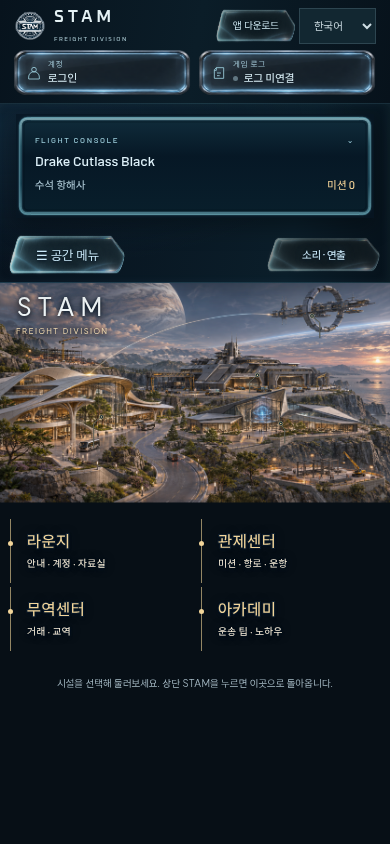 STAM
FREIGHT DIVISION
앱 다운로드
한국어
계정
로그인
게임 로그
로그 미연결
FLIGHT CONSOLE
Drake Cutlass Black
수석 항해사
미션 0
☰ 공간 메뉴
소리·연출
STAM
FREIGHT DIVISION
라운지
안내 · 계정 · 자료실
관제센터
미션 · 항로 · 운항
무역센터
거래 · 교역
아카데미
운송 팁 · 노하우
시설을 선택해 둘러보세요. 상단 STAM을 누르면 이곳으로 돌아옵니다.